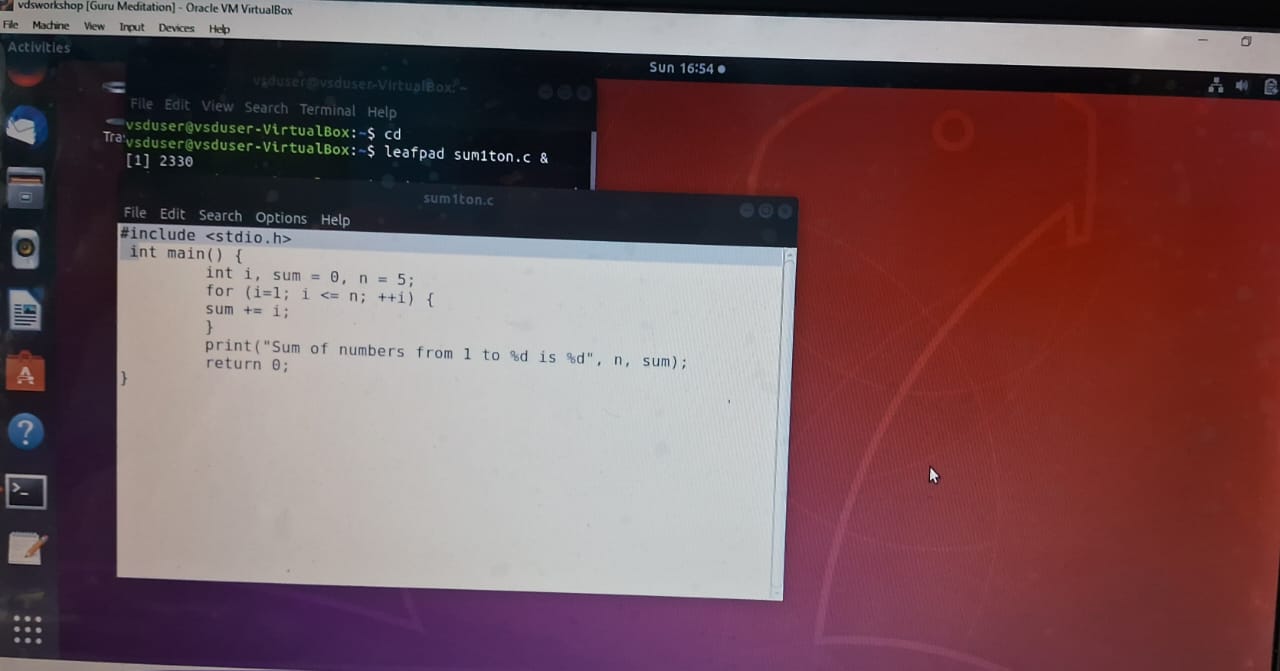 vdsworkshop [Guru Meditation] - Oracle VM VirtualBox
File Machine View Input Devices Help
Activities
Sun 16:54
vsduser@vsduser-VirtualBox: ~
File Edit View Search Terminal Help
vsduser@vsduser-VirtualBox:~$ cd
Tra
vsduser@vsduser-VirtualBox:~$ leafpad sum1ton.c &
[1] 2330
sum1ton.c
File Edit Search Options Help
#include <stdio.h>
int main() {
int i, sum = 0, n = 5;
for (i=1; i <= n; ++i) {
sum += i;
}
print("Sum of numbers from 1 to %d is %d", n, sum);
return 0;
}